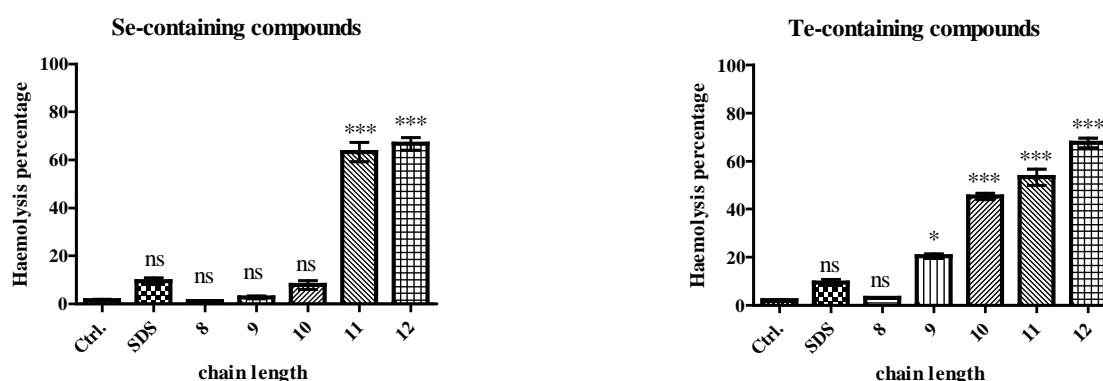 Se-containing compounds
Haemolysis percentage
100
80
60
40
20
0
ns
ns
ns
ns
***
***
Ctrl.
SDS
8
9
10
11
12
chain length
Te-containing compounds
Haemolysis percentage
100
80
60
40
20
0
ns
ns
*
***
***
***
Ctrl.
SDS
8
9
10
11
12
chain length